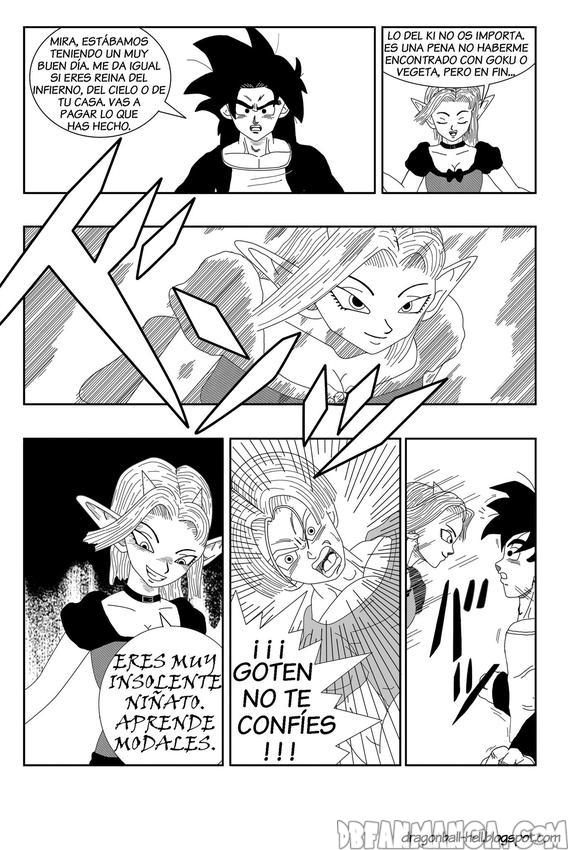 MIRA, ESTÁBAMOS
TENIENDO UN MUY
BUEN DÍA. ME DA IGUAL
SI ERES REINA DEL
INFIERNO, DEL CIELO O DE
TU CASA. VAS A
PAGAR LO QUE
HAS HECHO.
LO DEL KI NO OS IMPORTA.
ES UNA PENA NO HABERME
ENCONTRADO CON GOKU O
VEGETA, PERO EN FIN...
ERES MUY
INSOLENTE
NIÑATO.
APRENDE
MODALES.
¡¡¡
GOTEN
NO TE
CONFÍES
!!!
DBFANMANGA.COM
dragonball-hell.blogspot.com